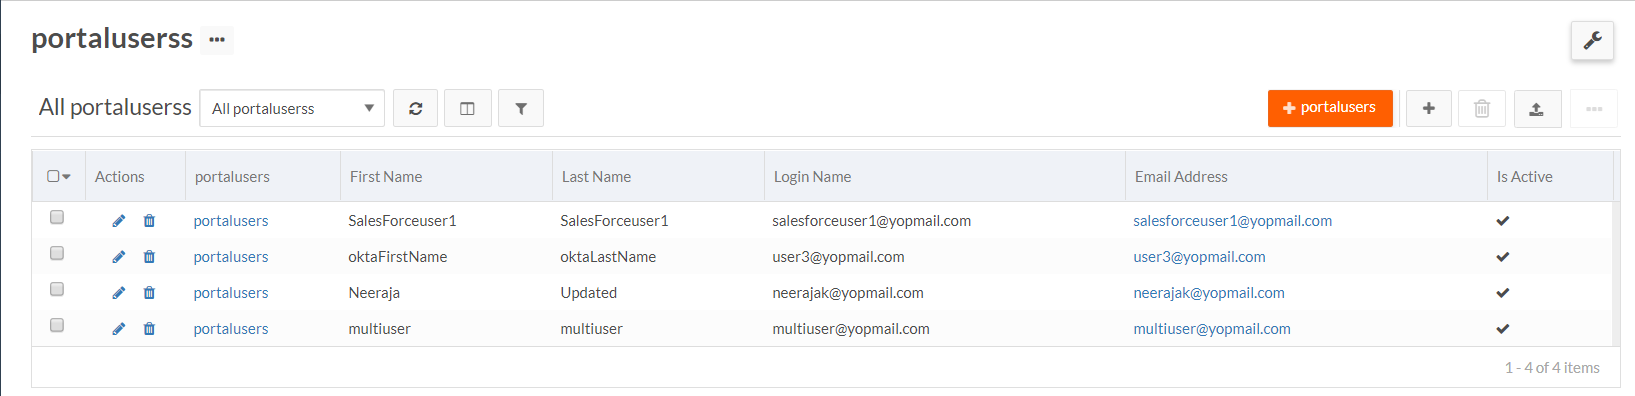 portaluserss
All portaluserss All portaluserss portalusers
Actions portalusers First Name Last Name Login Name Email Address Is Active
portalusers SalesForceuser1 SalesForceuser1 salesforceuser1@yopmail.com salesforceuser1@yopmail.com
portalusers oktaFirstName oktaLastName user3@yopmail.com user3@yopmail.com
portalusers Neeraja Updated neerajak@yopmail.com neerajak@yopmail.com
portalusers multiuser multiuser multiuser@yopmail.com multiuser@yopmail.com
1 - 4 of 4 items